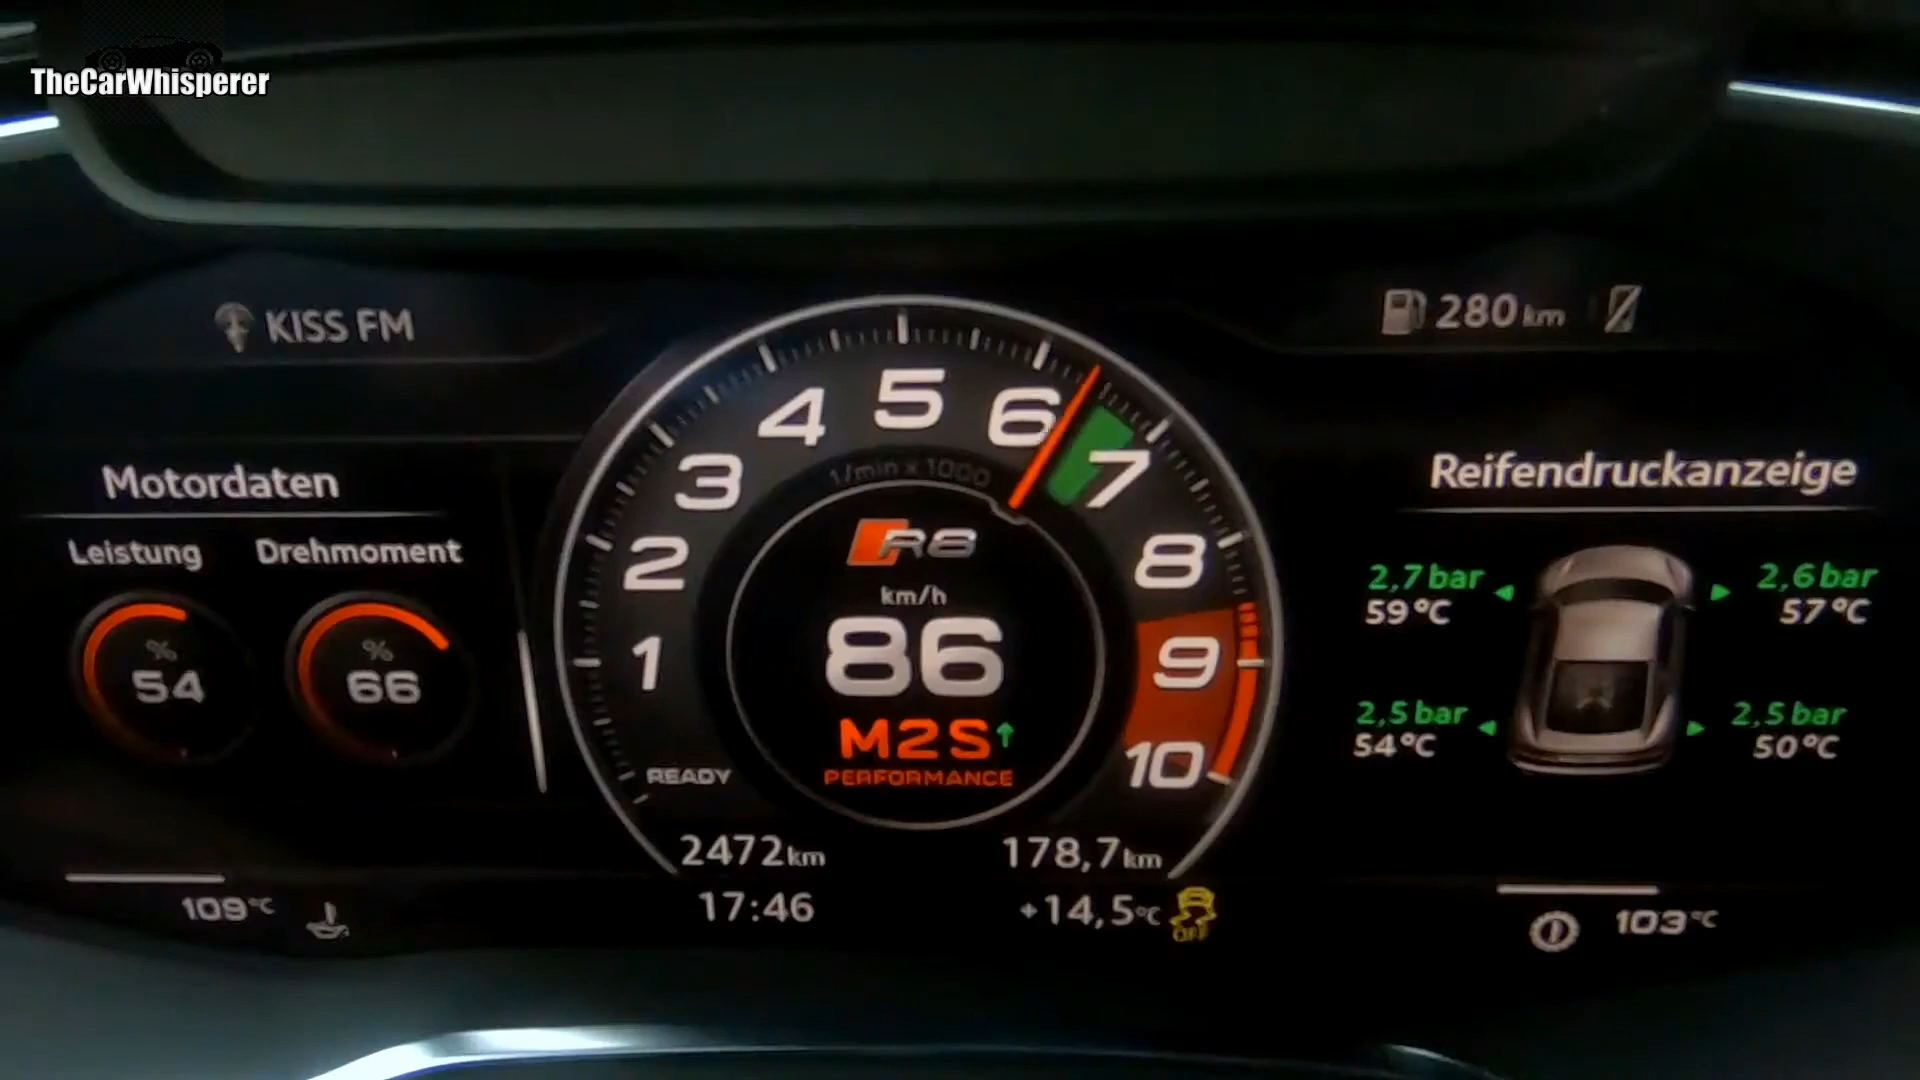 TheCarWhisperer
KISS FM
280 km
Motordaten
Leistung Drehmoment
% %
54 66
1 2 3 4 5 6 7 8 9 10
1/min x 1000
R8
km/h
86
M2S↑
PERFORMANCE
READY
2472 km 178,7 km
17:46 +14,5°C
OFF
109°C
Reifendruckanzeige
2,7 bar 2,6 bar
59°C 57°C
2,5 bar 2,5 bar
54°C 50°C
103°C